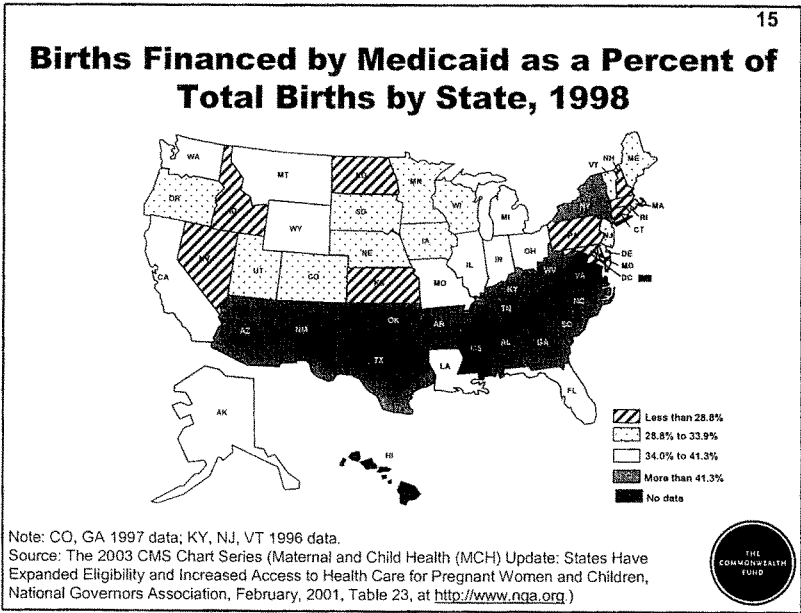 15
Births Financed by Medicaid as a Percent of
Total Births by State, 1998
WA
MT
ND
MN
VT
NH
ME
OR
ID
SD
WI
MI
NY
MA
RI
CT
WY
NE
IA
PA
NJ
NV
UT
CO
KS
IL
IN
OH
DE
MD
DC
CA
MO
WV
VA
KY
NC
TN
AZ
NM
OK
AR
SC
MS
AL
GA
TX
LA
FL
AK
HI
Less than 28.8%
28.8% to 33.9%
34.0% to 41.3%
More than 41.3%
No data
Note: CO, GA 1997 data; KY, NJ, VT 1996 data.
Source: The 2003 CMS Chart Series (Maternal and Child Health (MCH) Update: States Have
Expanded Eligibility and Increased Access to Health Care for Pregnant Women and Children,
National Governors Association, February, 2001, Table 23, at http://www.nga.org.)
THE
COMMONWEALTH
FUND